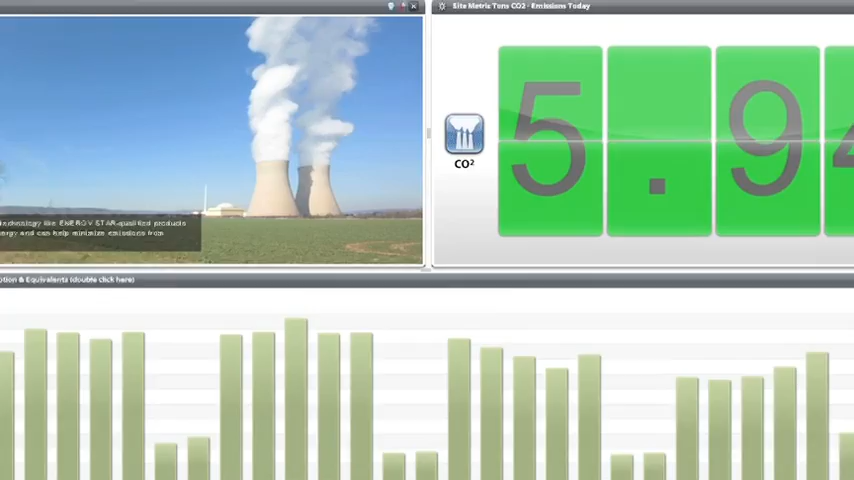 Site Metric Tons CO2 - Emissions Today
5.94
CO²
technology like ENERGY STAR-qualified products
ergy and can help minimize emissions from
ption & Equivalents (double click here)